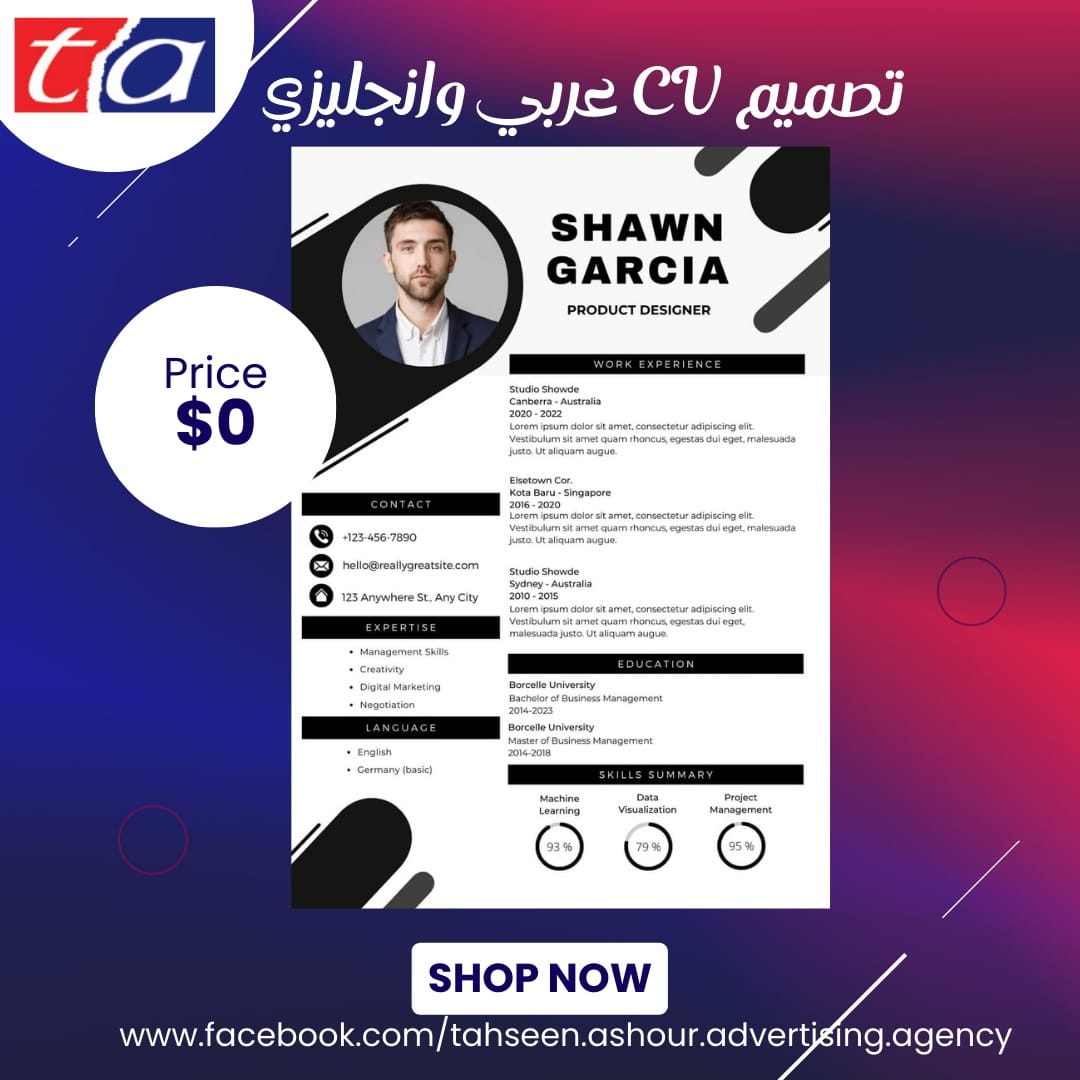 ta
تصميم CV عربي وانجليزي
Price
$0
SHAWN
GARCIA
PRODUCT DESIGNER
WORK EXPERIENCE
Studio Showde
Canberra - Australia
2020 - 2022
Lorem ipsum dolor sit amet, consectetur adipiscing elit.
Vestibulum sit amet quam rhoncus, egestas dui eget, malesuada
justo. Ut aliquam augue.
Elsetown Cor.
Kota Baru - Singapore
2016 - 2020
Lorem ipsum dolor sit amet, consectetur adipiscing elit.
Vestibulum sit amet quam rhoncus, egestas dui eget, malesuada
justo. Ut aliquam augue.
Studio Showde
Sydney - Australia
2010 - 2015
Lorem ipsum dolor sit amet, consectetur adipiscing elit.
Vestibulum sit amet quam rhoncus, egestas dui eget,
malesuada justo. Ut aliquam augue.
CONTACT
+123-456-7890
hello@reallygreatsite.com
123 Anywhere St., Any City
EXPERTISE
• Management Skills
• Creativity
• Digital Marketing
• Negotiation
LANGUAGE
• English
• Germany (basic)
EDUCATION
Borcelle University
Bachelor of Business Management
2014-2023
Borcelle University
Master of Business Management
2014-2018
SKILLS SUMMARY
Machine
Learning
93 %
Data
Visualization
79 %
Project
Management
95 %
SHOP NOW
www.facebook.com/tahseen.ashour.advertising.agency